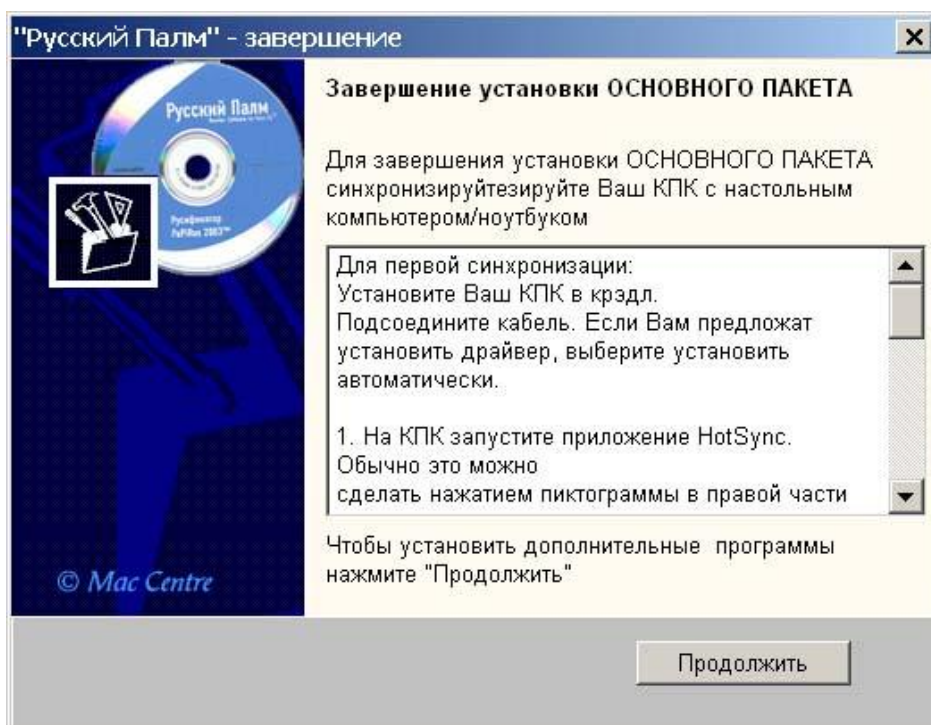 "Русский Палм" - завершение
Русский Палм
Русификатор
PaPiRus 2003™
© Mac Centre
Завершение установки ОСНОВНОГО ПАКЕТА
Для завершения установки ОСНОВНОГО ПАКЕТА
синхронизируйтезируйте Ваш КПК с настольным
компьютером/ноутбуком
Для первой синхронизации:
Установите Ваш КПК в крэдл.
Подсоедините кабель. Если Вам предложат
установить драйвер, выберите установить
автоматически.
1. На КПК запустите приложение HotSync.
Обычно это можно
сделать нажатием пиктограммы в правой части
Чтобы установить дополнительные программы
нажмите "Продолжить"
Продолжить